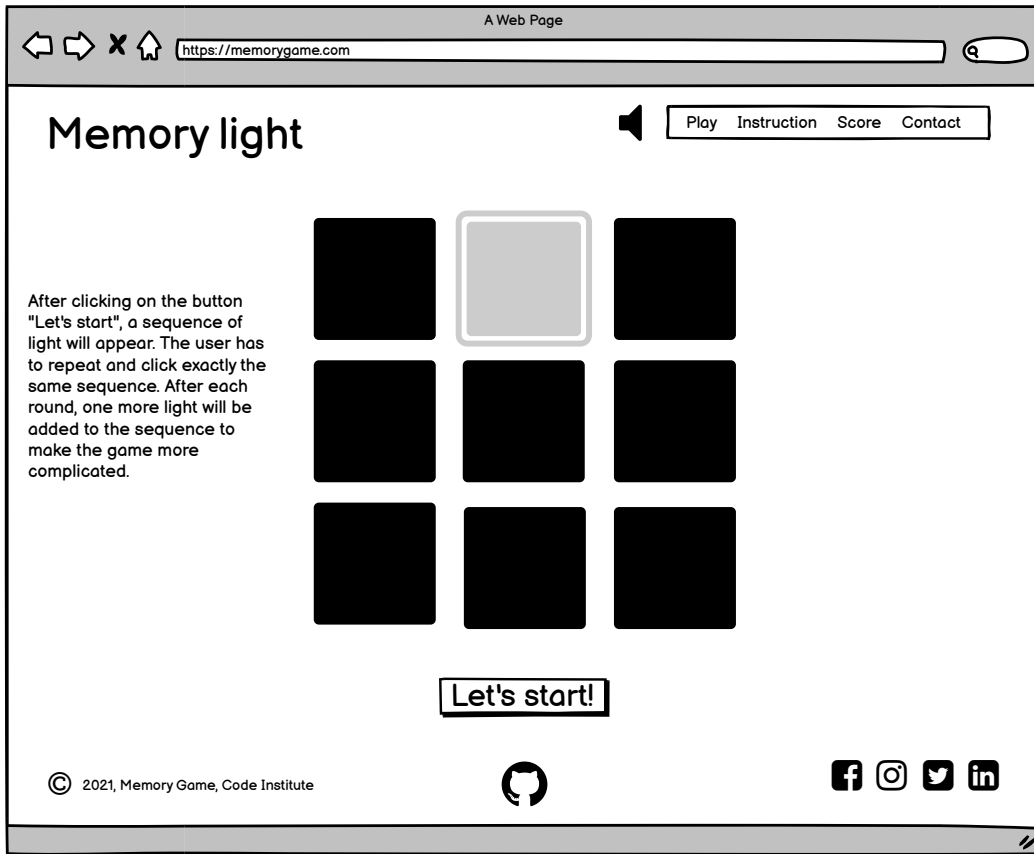 A Web Page
https://memorygame.com
Memory light
Play Instruction Score Contact
After clicking on the button
"Let's start", a sequence of
light will appear. The user has
to repeat and click exactly the
same sequence. After each
round, one more light will be
added to the sequence to
make the game more
complicated.
Let's start!
© 2021, Memory Game, Code Institute